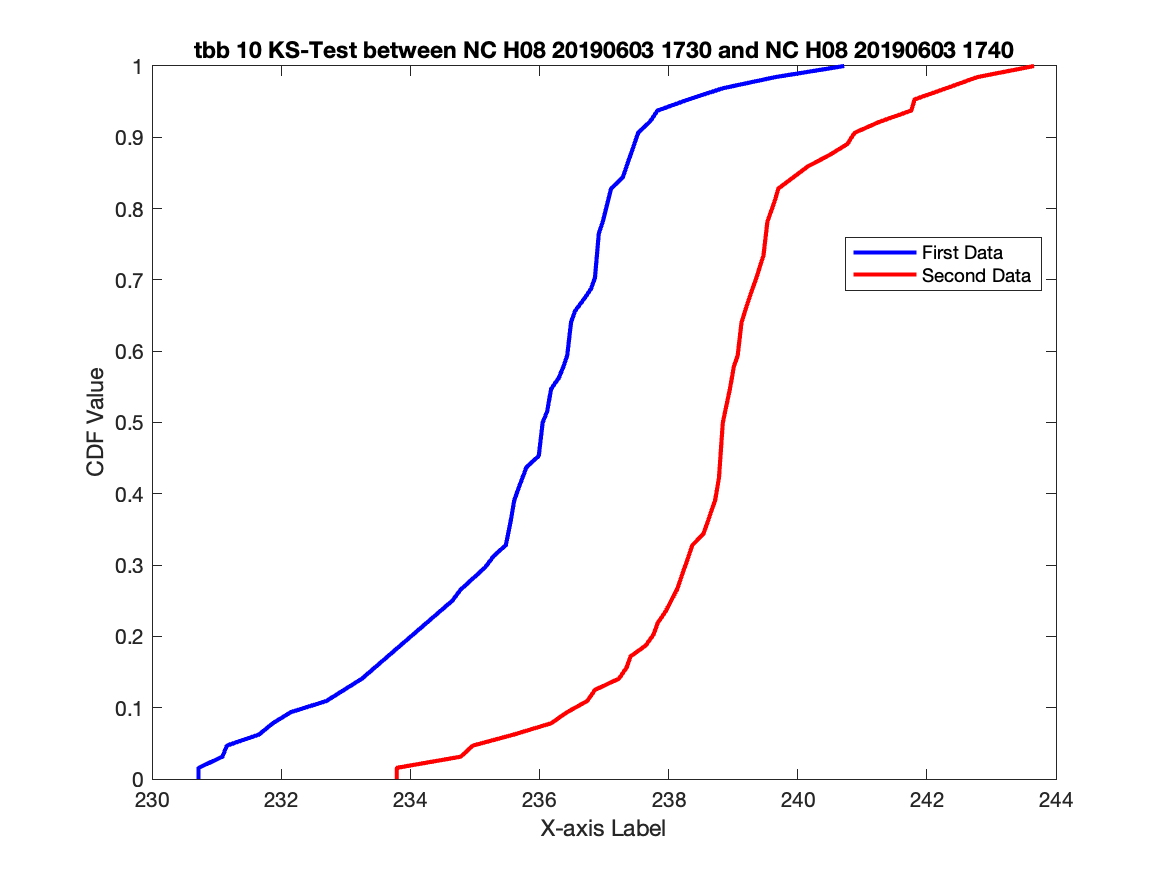 tbb 10 KS-Test between NC H08 20190603 1730 and NC H08 20190603 1740
1
0.9
0.8
0.7
0.6
0.5
0.4
0.3
0.2
0.1
0
CDF Value
First Data
Second Data
230 232 234 236 238 240 242 244
X-axis Label